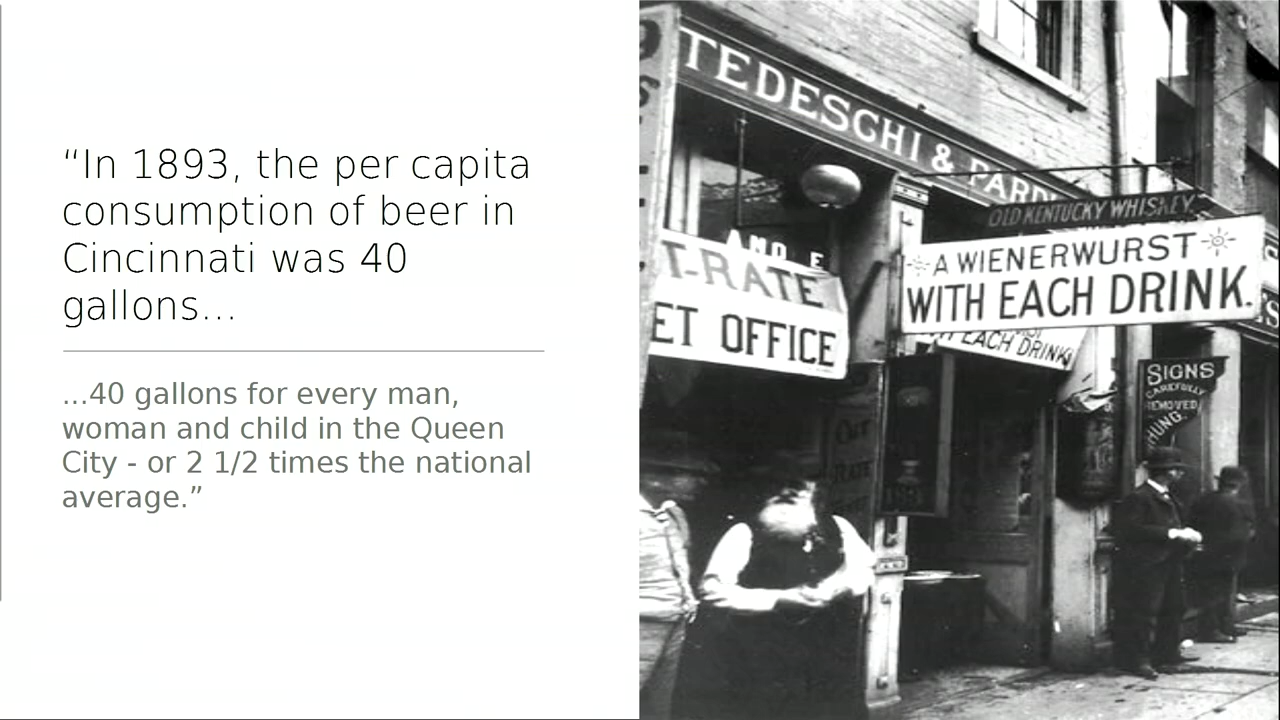 “In 1893, the per capita
consumption of beer in
Cincinnati was 40
gallons…
…40 gallons for every man,
woman and child in the Queen
City - or 2 1/2 times the national
average.”
TEDESCHI &
OLD KENTUCKY WHISKEY.
A WIENERWURST
WITH EACH DRINK.
EACH DRINK
T-RATE
ET OFFICE
SIGNS
CAREFULLY
REMOVED
HUNG.